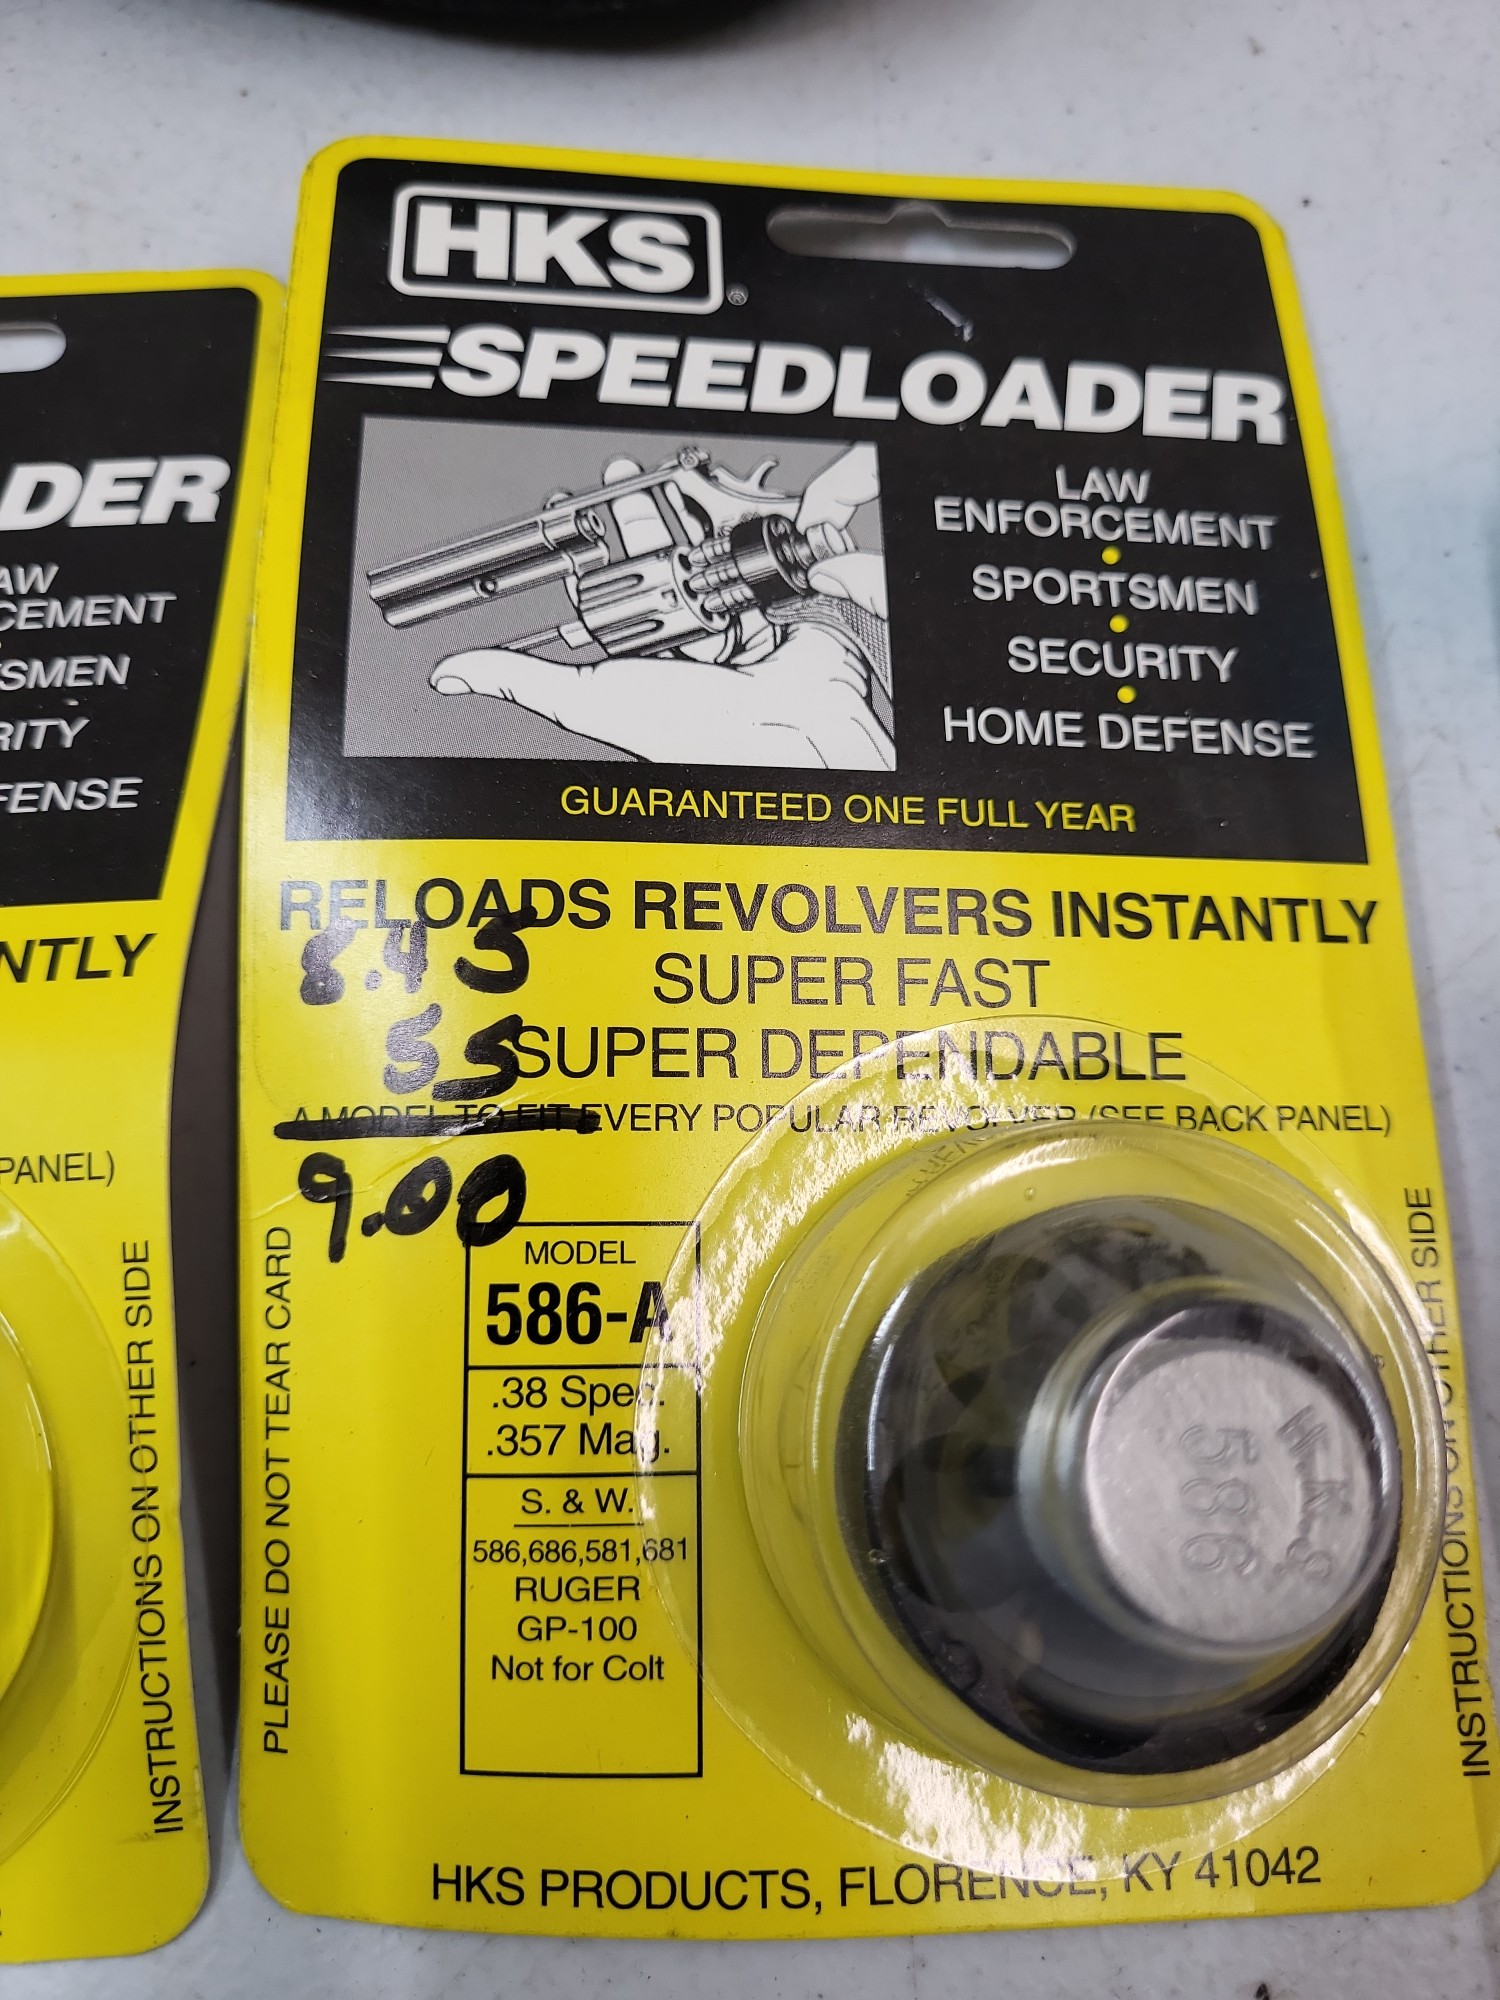 HKS®
SPEEDLOADER
LAW
ENFORCEMENT
SPORTSMEN
SECURITY
HOME DEFENSE
GUARANTEED ONE FULL YEAR
RELOADS REVOLVERS INSTANTLY
SUPER FAST
SUPER DEPENDABLE
A MODEL TO FIT EVERY POPULAR REVOLVER (SEE BACK PANEL)
8.45
55
9.00
PLEASE DO NOT TEAR CARD
MODEL
586-A
.38 Spec.
.357 Mag.
S. & W.
586,686,581,681
RUGER
GP-100
Not for Colt
H-K-S
586
INSTRUCTIONS ON OTHER SIDE
HKS PRODUCTS, FLORENCE, KY 41042
DER
AW
CEMENT
SMEN
RITY
FENSE
NTLY
PANEL)
INSTRUCTIONS ON OTHER SIDE